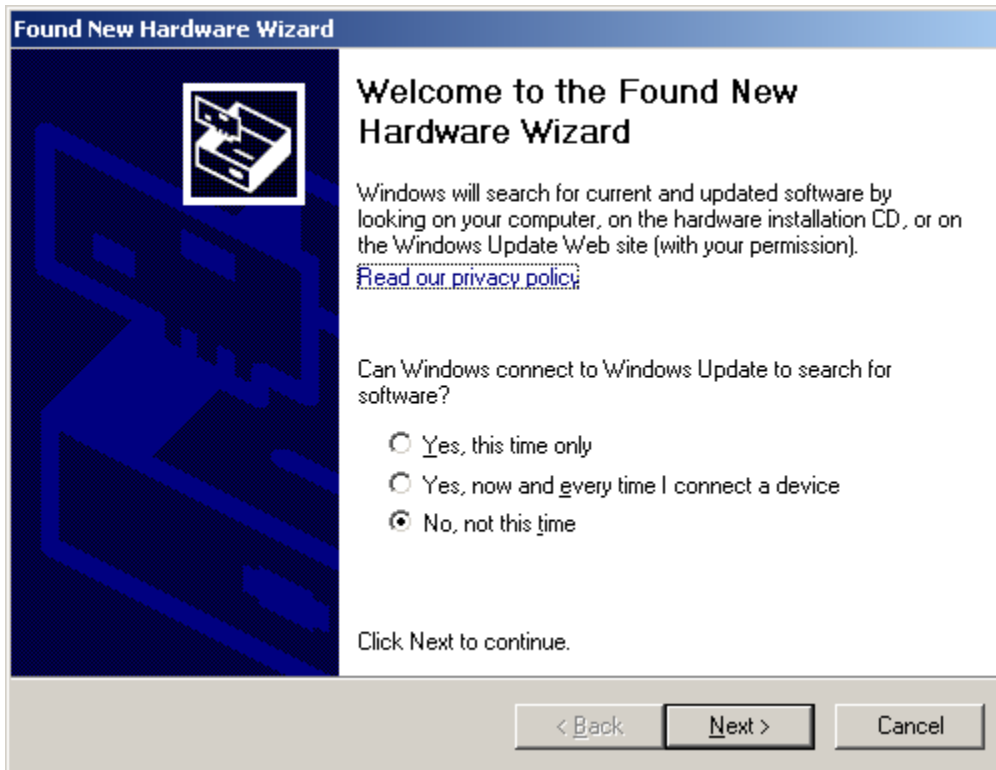 Found New Hardware Wizard
Welcome to the Found New
Hardware Wizard
Windows will search for current and updated software by
looking on your computer, on the hardware installation CD, or on
the Windows Update Web site (with your permission).
Read our privacy policy
Can Windows connect to Windows Update to search for
software?
Yes, this time only
Yes, now and every time I connect a device
No, not this time
Click Next to continue.
< Back Next > Cancel